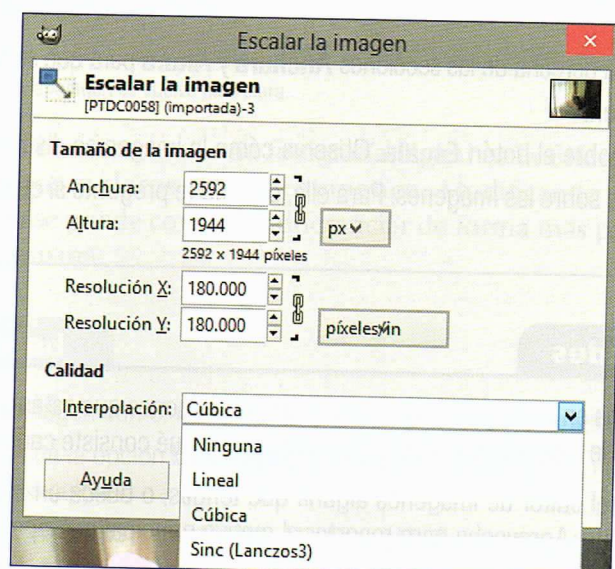 Escalar la imagen
Escalar la imagen
[PTDC0058] (importada)-3
Tamaño de la imagen
Anchura: 2592
Altura: 1944 px
2592 x 1944 píxeles
Resolución X: 180.000
Resolución Y: 180.000 píxeles/in
Calidad
Interpolación: Cúbica
Ninguna
Ayuda Lineal
Cúbica
Sinc (Lanczos3)